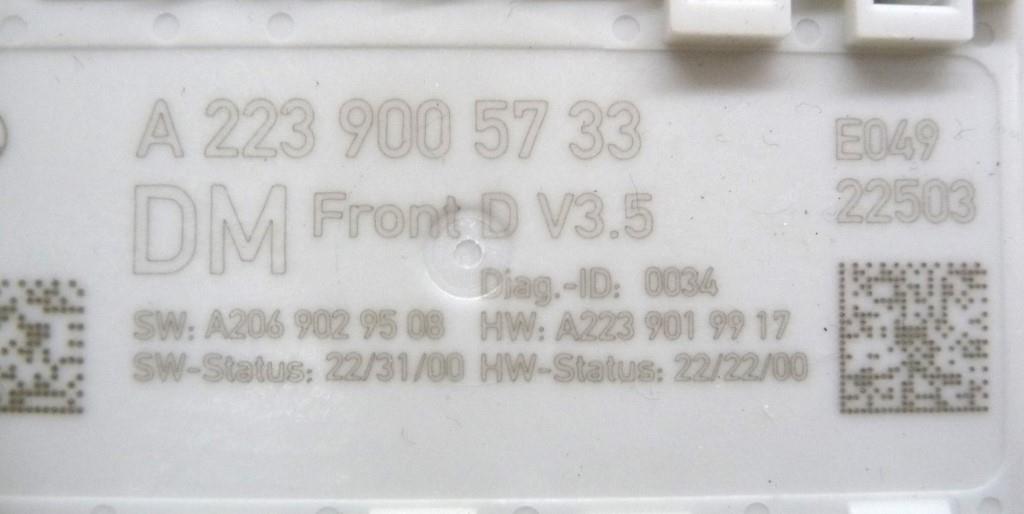 A 223 900 57 33
DM Front D V3.5
Diag.-ID: 0034
SW: A206 902 95 08 HW: A223 901 99 17
SW-Status: 22/31/00 HW-Status: 22/22/00
E049
22503